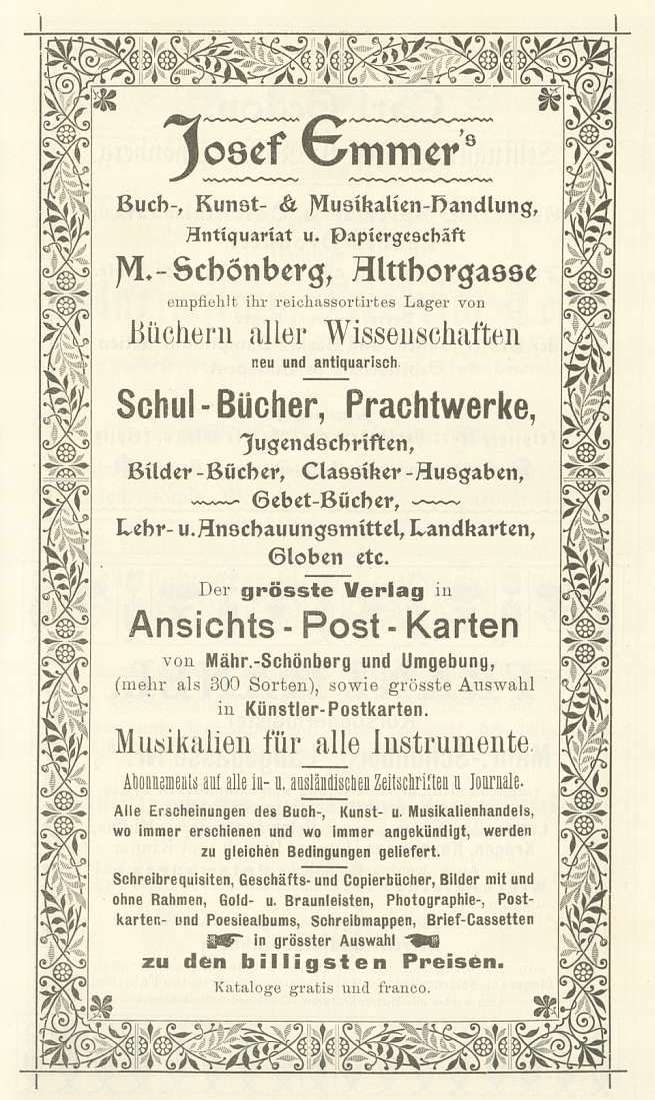 Josef Emmer's
Buch-, Kunst- & Musikalien-Handlung,
Antiquariat u. Papiergeschäft
M.-Schönberg, Altthorgasse
empfiehlt ihr reichassortirtes Lager von
Büchern aller Wissenschaften
neu und antiquarisch
Schul-Bücher, Prachtwerke,
Jugendschriften,
Bilder-Bücher, Classiker-Ausgaben,
Gebet-Bücher,
Lehr- u. Anschauungsmittel, Landkarten,
Globen etc.
Der grösste Verlag in
Ansichts-Post-Karten
von Mähr.-Schönberg und Umgebung,
(mehr als 300 Sorten), sowie grösste Auswahl
in Künstler-Postkarten.
Musikalien für alle Instrumente.
Abonnements auf alle in- u. ausländischen Zeitschriften u Journale.
Alle Erscheinungen des Buch-, Kunst- u. Musikalienhandels,
wo immer erschienen und wo immer angekündigt, werden
zu gleichen Bedingungen geliefert.
Schreibrequisiten, Geschäfts- und Copierbücher, Bilder mit und
ohne Rahmen, Gold- u. Braunleisten, Photographie-, Post-
karten- und Poesiealbums, Schreibmappen, Brief-Cassetten
in grösster Auswahl
zu den billigsten Preisen.
Kataloge gratis und franco.